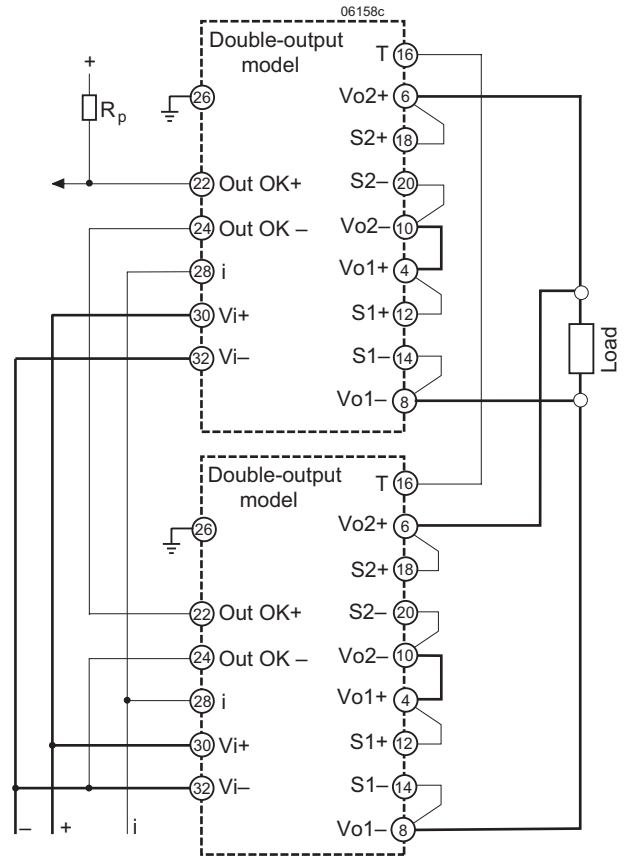 06158c
Double-output
model
T 16
+
26
Vo2+ 6
Rp
S2+ 18
22 Out OK+
S2– 20
24 Out OK –
Vo2– 10
28 i
Vo1+ 4
30 Vi+
S1+ 12
32 Vi–
S1– 14
Load
Vo1– 8
Double-output
model
T 16
26
Vo2+ 6
S2+ 18
22 Out OK+
S2– 20
24 Out OK –
Vo2– 10
28 i
Vo1+ 4
30 Vi+
S1+ 12
32 Vi–
S1– 14
– + i
Vo1– 8